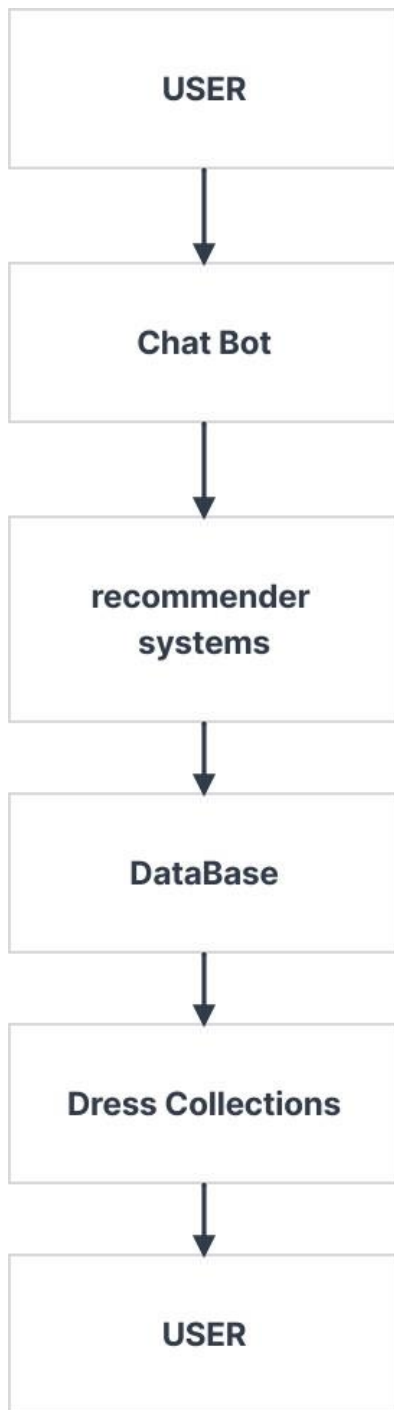 USER
Chat Bot
recommender
systems
DataBase
Dress Collections
USER